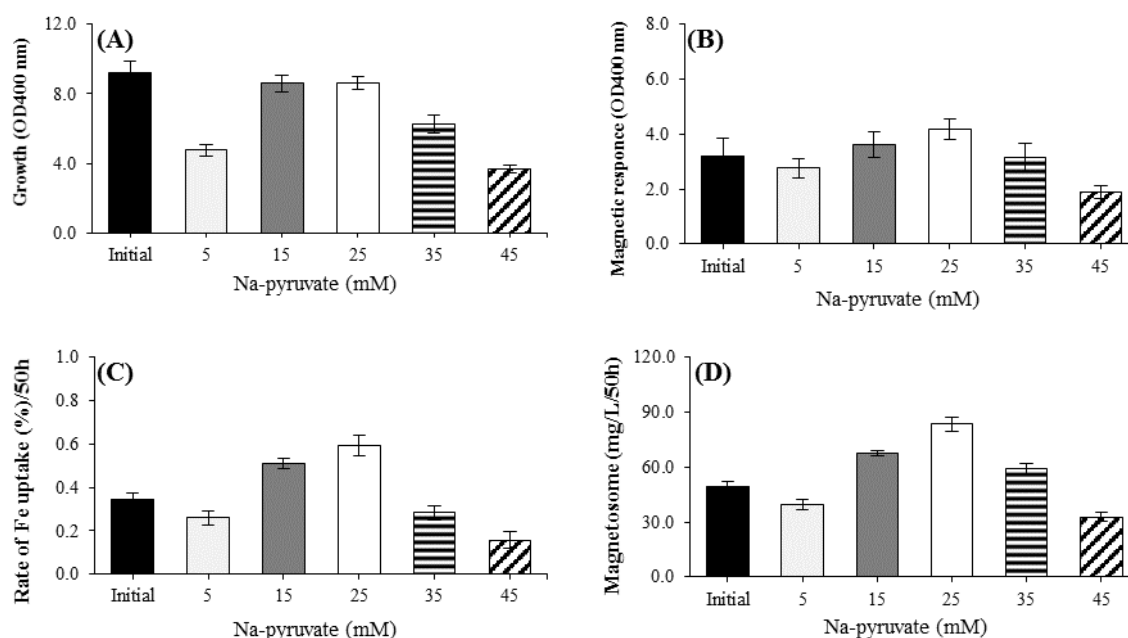 (A)
Growth (OD400 nm)
12.0
8.0
4.0
0.0
Initial 5 15 25 35 45
Na-pyruvate (mM)
(B)
Magnetic responce (OD400 nm)
8.0
6.0
4.0
2.0
0.0
Initial 5 15 25 35 45
Na-pyruvate (mM)
(C)
Rate of Fe uptake (%)/50h
1.0
0.8
0.6
0.4
0.2
0.0
Initial 5 15 25 35 45
Na-pyruvate (mM)
(D)
Magnetosome (mg/L/50h)
120.0
90.0
60.0
30.0
0.0
Initial 5 15 25 35 45
Na-pyruvate (mM)